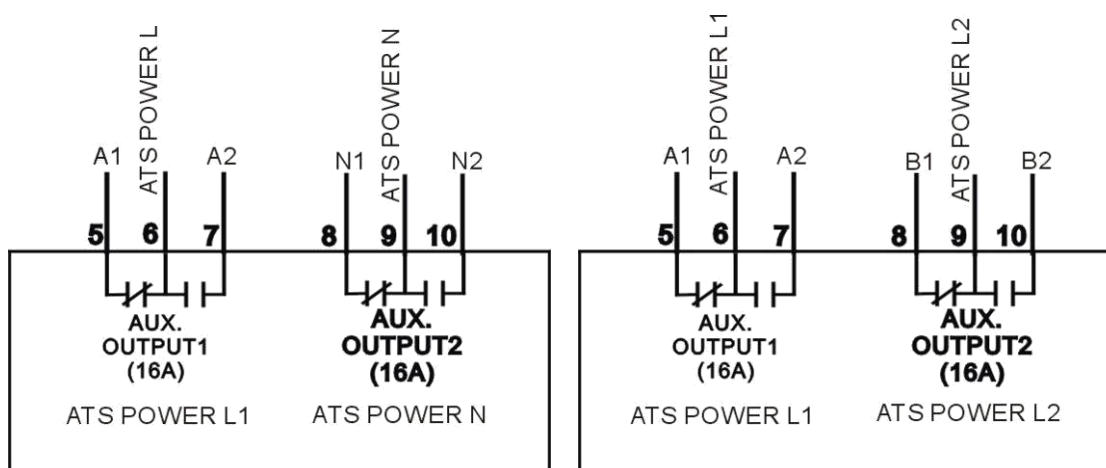 A1
ATS POWER L
A2
N1
ATS POWER N
N2
5
6
7
8
9
10
AUX.
OUTPUT1
(16A)
AUX.
OUTPUT2
(16A)
ATS POWER L1
ATS POWER N
A1
ATS POWER L1
A2
B1
ATS POWER L2
B2
5
6
7
8
9
10
AUX.
OUTPUT1
(16A)
AUX.
OUTPUT2
(16A)
ATS POWER L1
ATS POWER L2